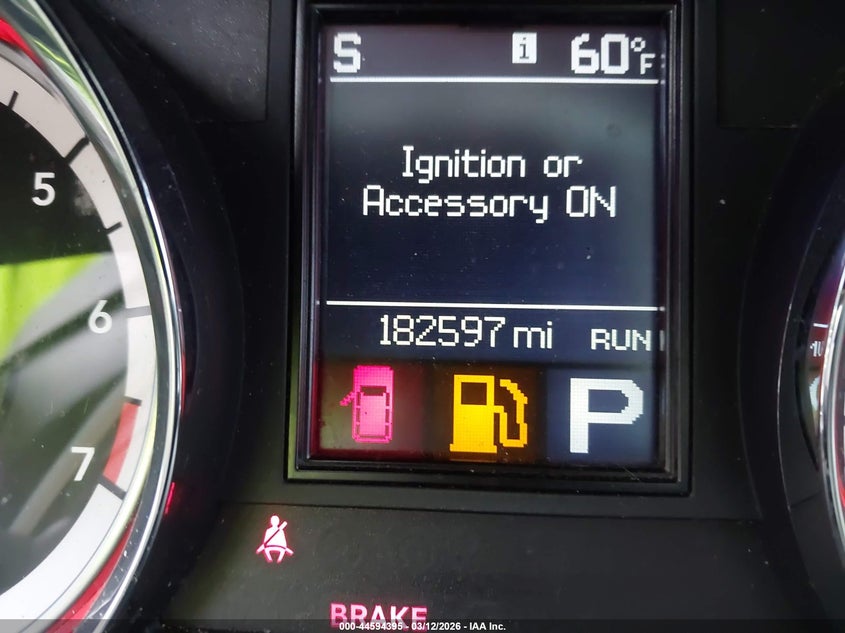 S i 60°F
Ignition or
Accessory ON
182597 mi RUN
P
5
6
7
BRAKE
000-44594395 - 03/12/2026 - IAA Inc.